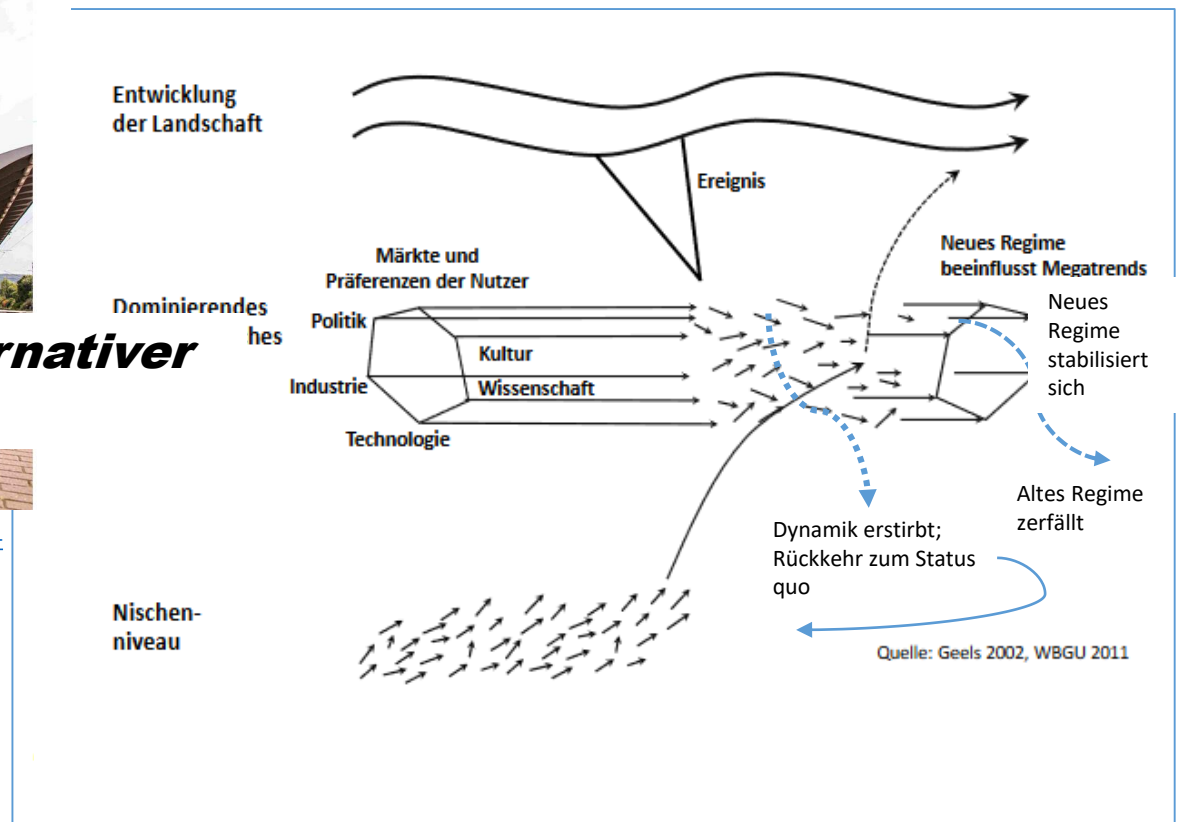 Entwicklung
der Landschaft
Ereignis
Märkte und
Präferenzen der Nutzer
Neues Regime
beeinflusst Megatrends
Dominierendes
hes
rnativer
Politik
Kultur
Industrie
Wissenschaft
Technologie
Neues
Regime
stabilisiert
sich
Altes Regime
zerfällt
Dynamik erstirbt;
Rückkehr zum Status
quo
Nischen-
niveau
Quelle: Geels 2002, WBGU 2011